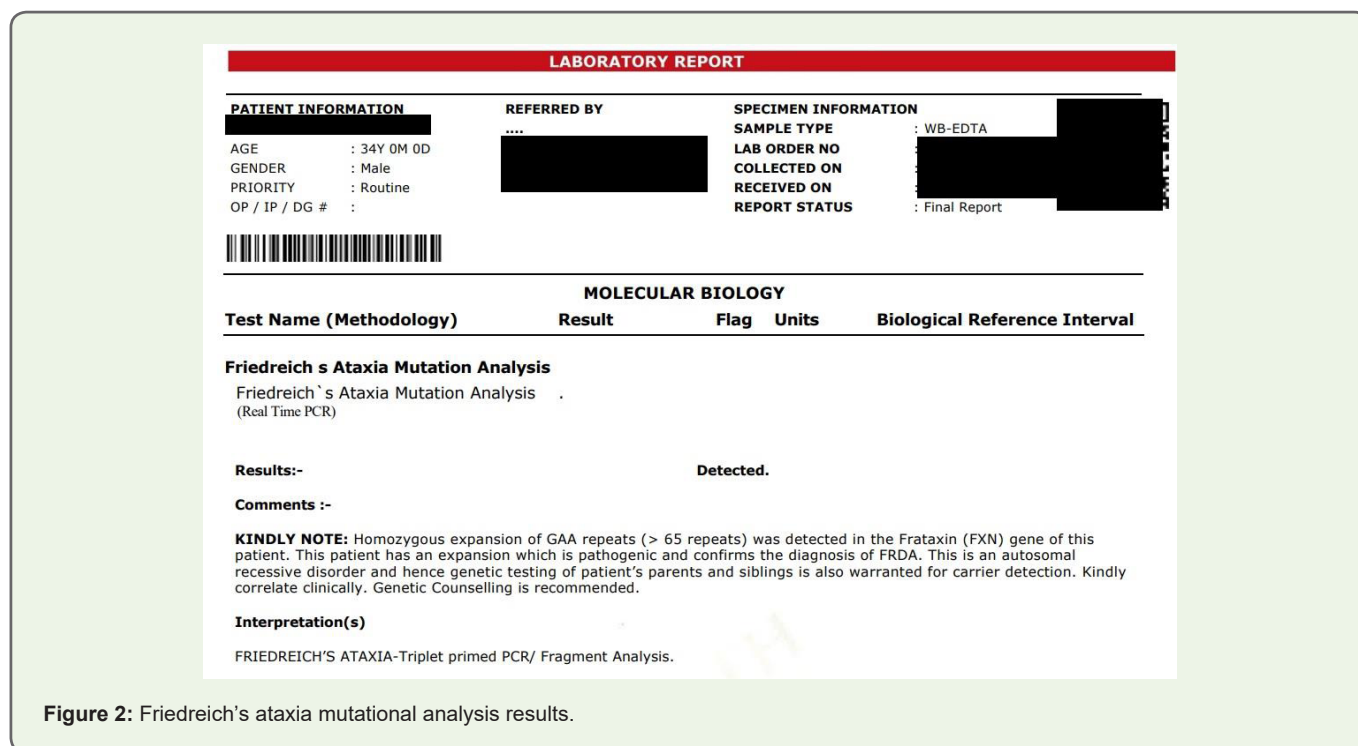 LABORATORY REPORT
PATIENT INFORMATION REFERRED BY SPECIMEN INFORMATION
.... SAMPLE TYPE : WB-EDTA
AGE : 34Y 0M 0D LAB ORDER NO :
GENDER : Male COLLECTED ON :
PRIORITY : Routine RECEIVED ON :
OP / IP / DG # : REPORT STATUS : Final Report
MOLECULAR BIOLOGY
Test Name (Methodology) Result Flag Units Biological Reference Interval
Friedreich s Ataxia Mutation Analysis
Friedreich`s Ataxia Mutation Analysis .
(Real Time PCR)
Results:- Detected.
Comments :-
KINDLY NOTE: Homozygous expansion of GAA repeats (> 65 repeats) was detected in the Frataxin (FXN) gene of this
patient. This patient has an expansion which is pathogenic and confirms the diagnosis of FRDA. This is an autosomal
recessive disorder and hence genetic testing of patient's parents and siblings is also warranted for carrier detection. Kindly
correlate clinically. Genetic Counselling is recommended.
Interpretation(s)
FRIEDREICH'S ATAXIA-Triplet primed PCR/ Fragment Analysis.
Figure 2: Friedreich's ataxia mutational analysis results.